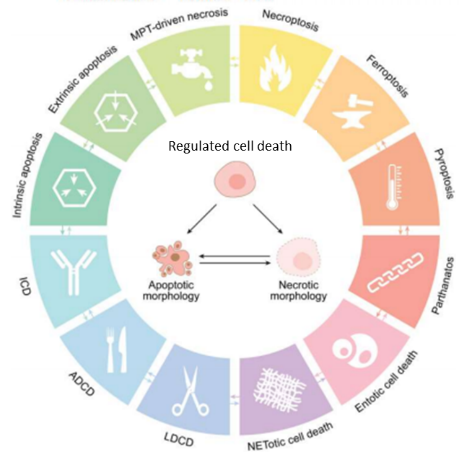 MPT-driven necrosis
Necroptosis
Extrinsic apoptosis
Ferroptosis
Regulated cell death
Intrinsic apoptosis
Pyroptosis
Apoptotic
morphology
Necrotic
morphology
ICD
Parthanatos
ADCD
Entotic cell death
LDCD
NETotic cell death